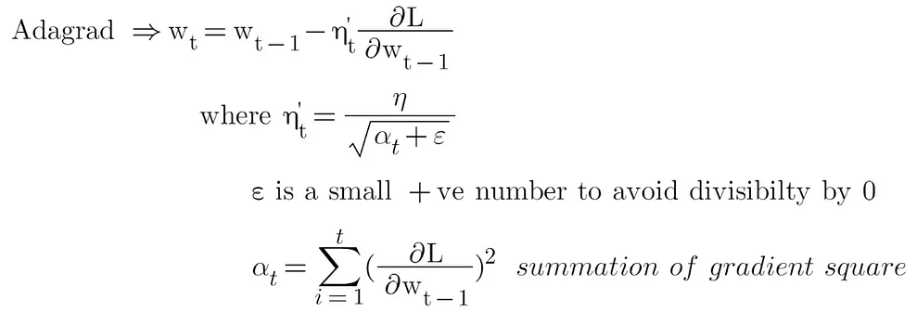 Adagrad ⇒ w_t = w_{t−1} − η'_t ∂L/∂w_{t−1}
where η'_t = η/√(α_t + ε)
ε is a small +ve number to avoid divisibilty by 0
α_t = ∑_{i=1}^{t} (∂L/∂w_{t−1})² summation of gradient square